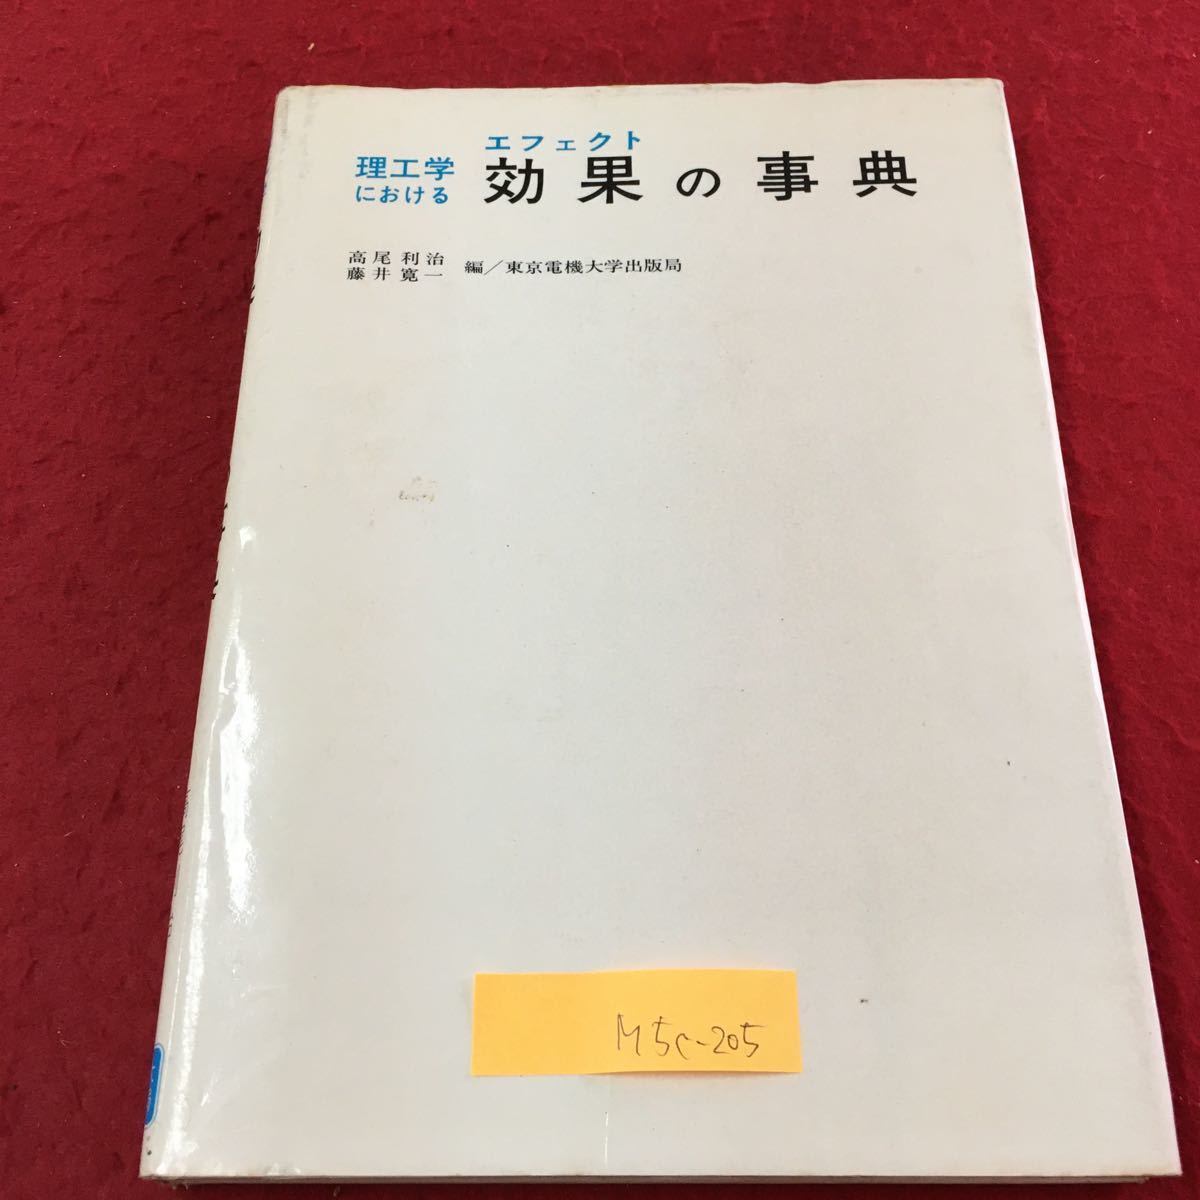 エフェクト
理工学
における
効果の事典
高尾利治
藤井寛一
編/東京電機大学出版局
M5C-205